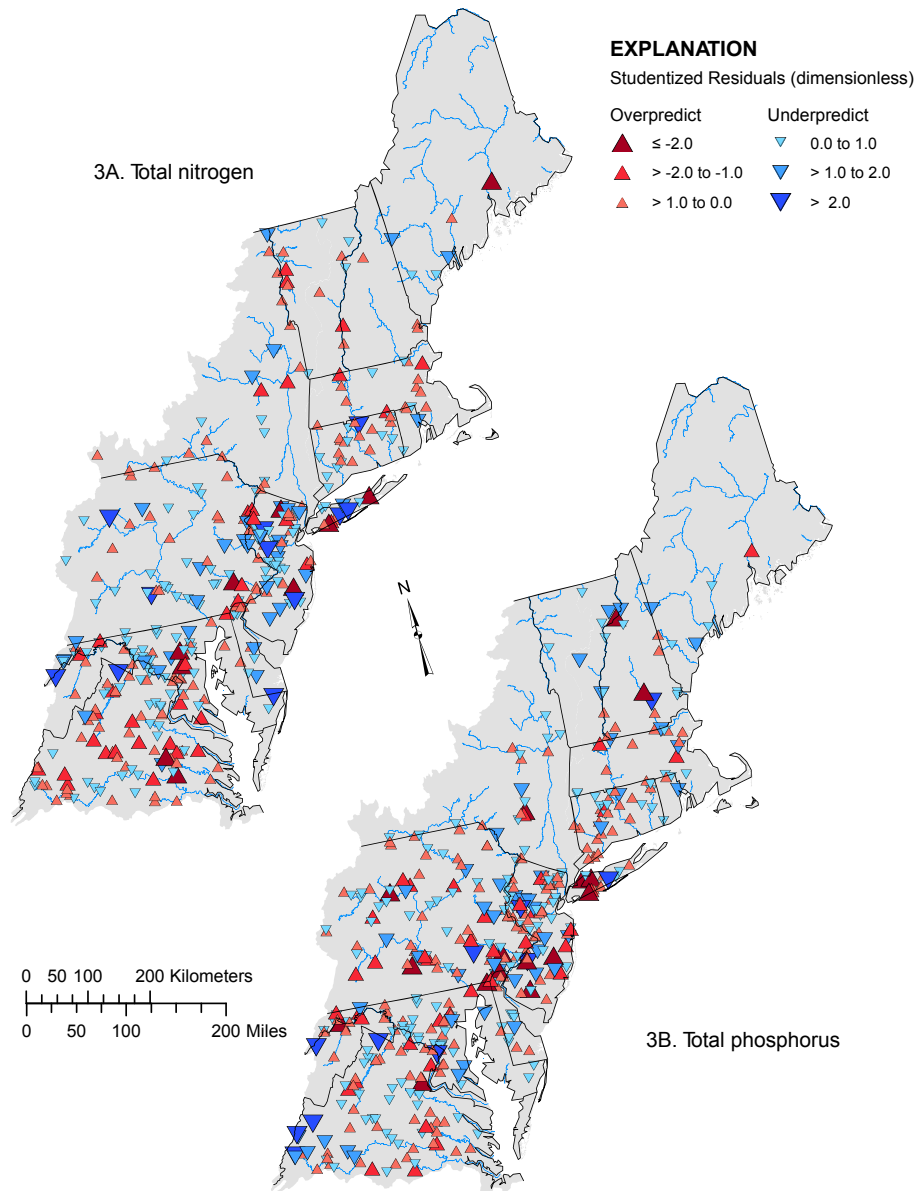 EXPLANATION
Studentized Residuals (dimensionless)
Overpredict Underpredict
≤ -2.0 0.0 to 1.0
> -2.0 to -1.0 > 1.0 to 2.0
> 1.0 to 0.0 > 2.0
3A. Total nitrogen
N
0 50 100 200 Kilometers
0 50 100 200 Miles
3B. Total phosphorus